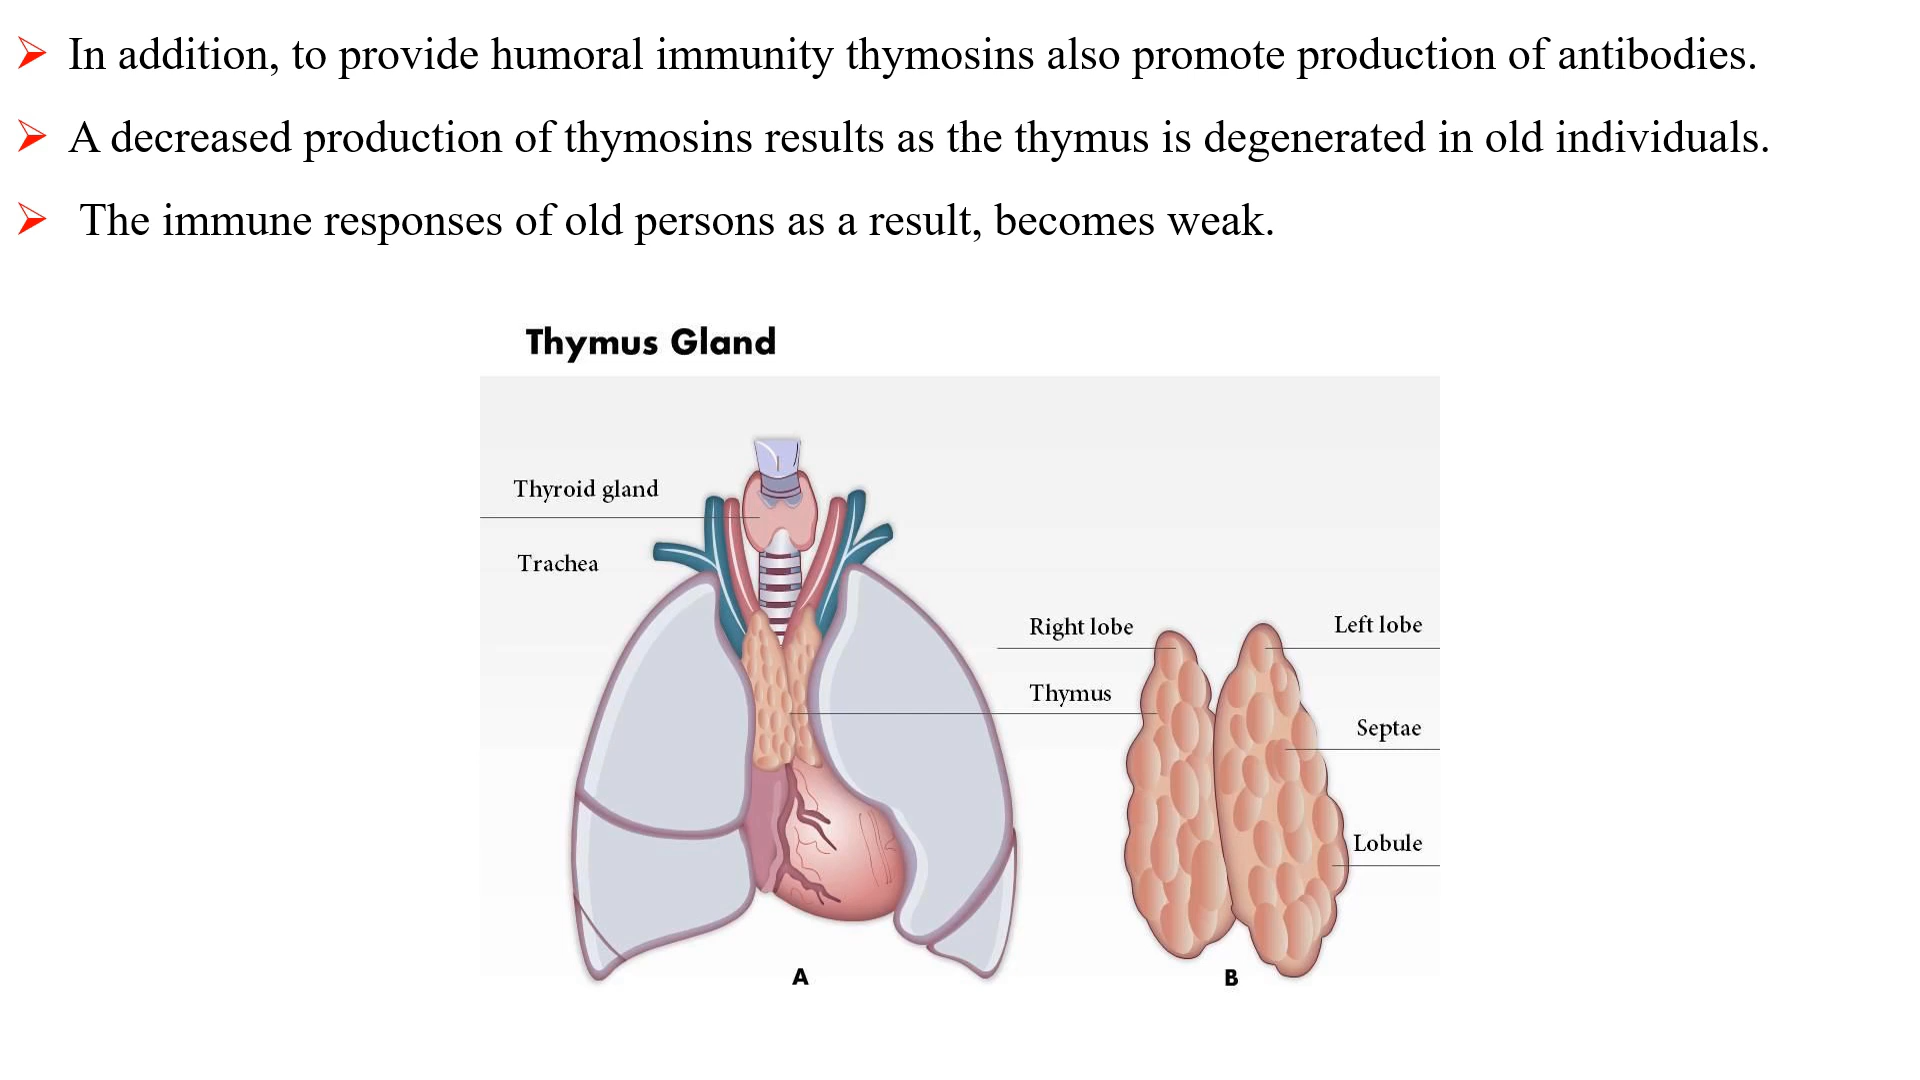 In addition, to provide humoral immunity thymosins also promote production of antibodies.
A decreased production of thymosins results as the thymus is degenerated in old individuals.
The immune responses of old persons as a result, becomes weak.
Thymus Gland
Thyroid gland
Trachea
Right lobe
Left lobe
Thymus
Septae
Lobule
A
B